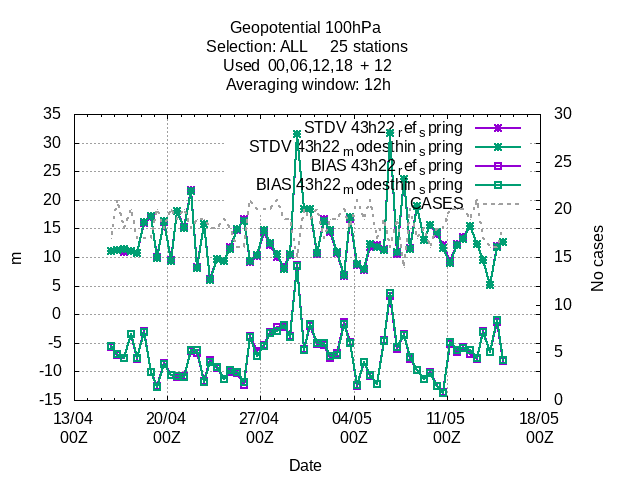 Geopotential 100hPa
Selection: ALL 25 stations
Used 00,06,12,18 + 12
Averaging window: 12h
35
30
25
20
15
10
5
0
-5
-10
-15
m
STDV 43h22_ref_spring
STDV 43h22_modesthin_spring
BIAS 43h22_ref_spring
BIAS 43h22_modesthin_spring
CASES
30
25
20
15
10
5
0
No cases
13/04 20/04 27/04 04/05 11/05 18/05
00Z 00Z 00Z 00Z 00Z 00Z
Date